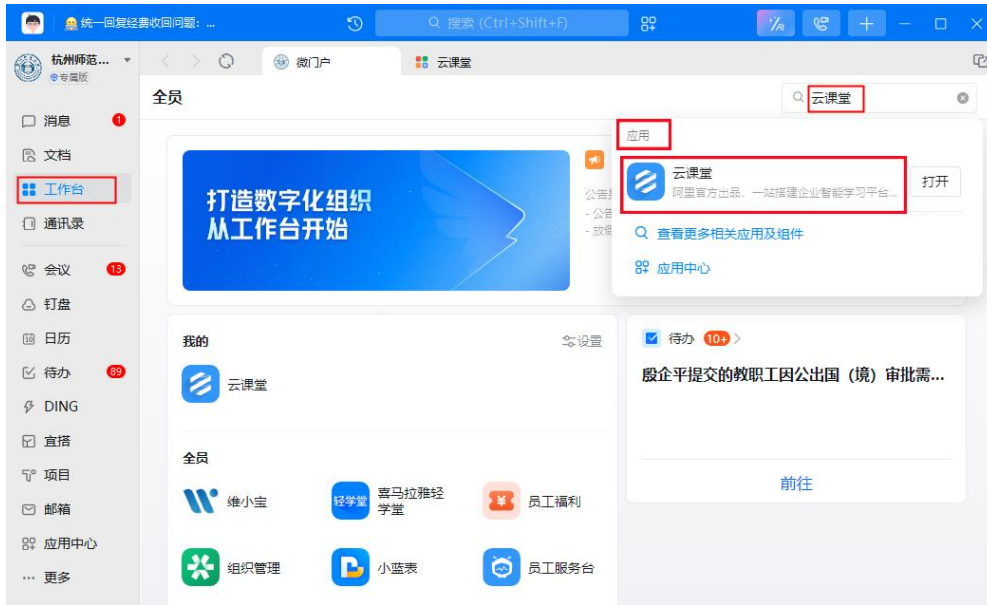 统一回复经费收回问题：...
搜索 (Ctrl+Shift+F)
杭州师范...
专属版
微门户
云课堂
全员
云课堂
消息
1
文档
工作台
通讯录
会议
13
钉盘
日历
待办
89
DING
宜搭
项目
邮箱
应用中心
更多
打造数字化组织
从工作台开始
应用
云课堂
阿里官方出品，一站搭建企业智能学习平台...
打开
查看更多相关应用及组件
应用中心
我的
设置
云课堂
全员
维小宝
轻学堂
喜马拉雅轻
学堂
员工福利
组织管理
小蓝表
员工服务台
待办
10+
殷企平提交的教职工因公出国（境）审批需...
前往